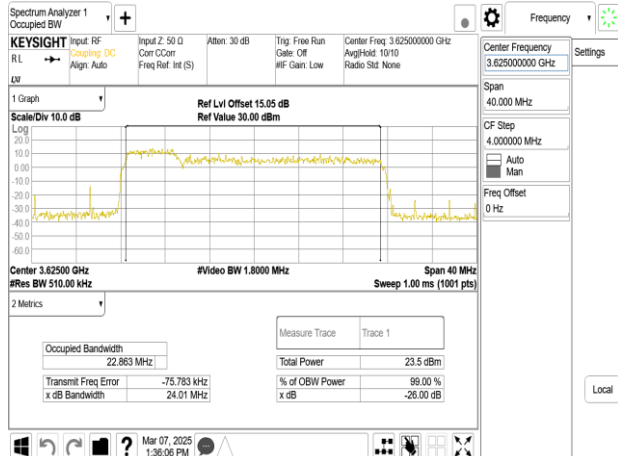 Spectrum Analyzer 1
Occupied BW
+
Frequency
Settings
KEYSIGHT
RL
Input: RF
Coupling: DC
Align: Auto
Input Z: 50 Ω
Corr CCorr
Freq Ref: Int (S)
Atten: 30 dB
Trig: Free Run
Gate: Off
#IF Gain: Low
Center Freq: 3.625000000 GHz
Avg|Hold: 10/10
Radio Std: None
LXI
Center Frequency
3.625000000 GHz
Span
40.000 MHz
CF Step
4.000000 MHz
Auto
Man
Freq Offset
0 Hz
Local
1 Graph
Scale/Div 10.0 dB
Ref Lvl Offset 15.05 dB
Ref Value 30.00 dBm
Log
20.0
10.0
0.00
-10.0
-20.0
-30.0
-40.0
-50.0
-60.0
Center 3.62500 GHz
#Res BW 510.00 kHz
#Video BW 1.8000 MHz
Span 40 MHz
Sweep 1.00 ms (1001 pts)
2 Metrics
Measure Trace
Trace 1
Occupied Bandwidth
22.863 MHz
Total Power
23.5 dBm
Transmit Freq Error
-75.783 kHz
% of OBW Power
99.00 %
x dB Bandwidth
24.01 MHz
x dB
-26.00 dB
?
Mar 07, 2025
1:36:06 PM